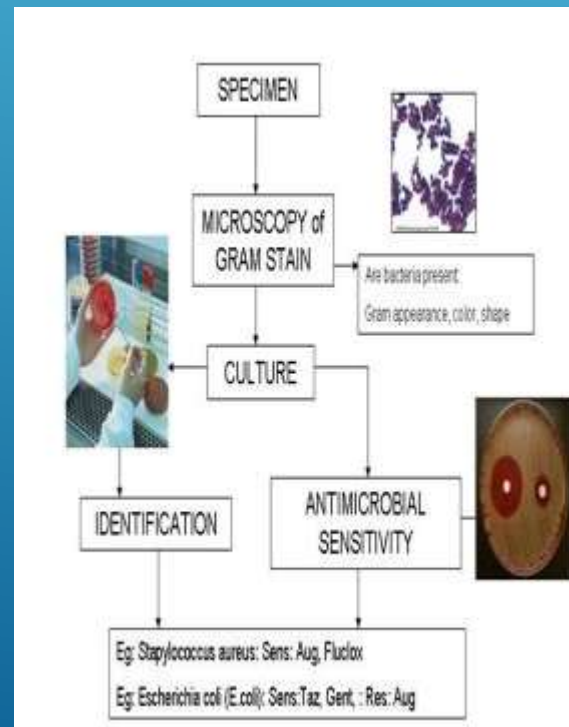 SPECIMEN
MICROSCOPY of
GRAM STAIN
Are bacteria present
Gram appearance, color, shape
CULTURE
IDENTIFICATION
ANTIMICROBIAL
SENSITIVITY
Eg: Stapylococcus aureus: Sens: Aug, Fluclox
Eg: Escherichia coli (E.coli): Sens:Taz, Gent, : Res: Aug